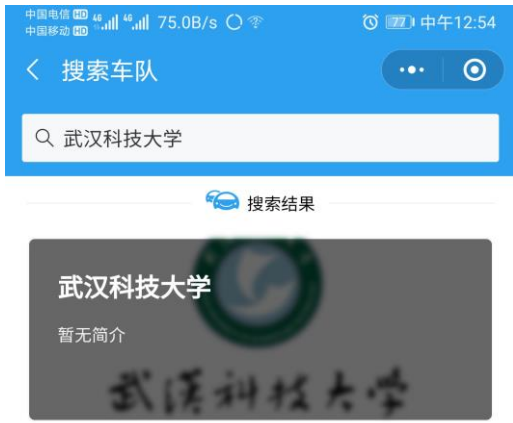 中国电信 HD 4G 4G 75.0B/s 77 中午12:54
中国移动 HD
搜索车队
武汉科技大学
搜索结果
武汉科技大学
暂无简介
武汉科技大学